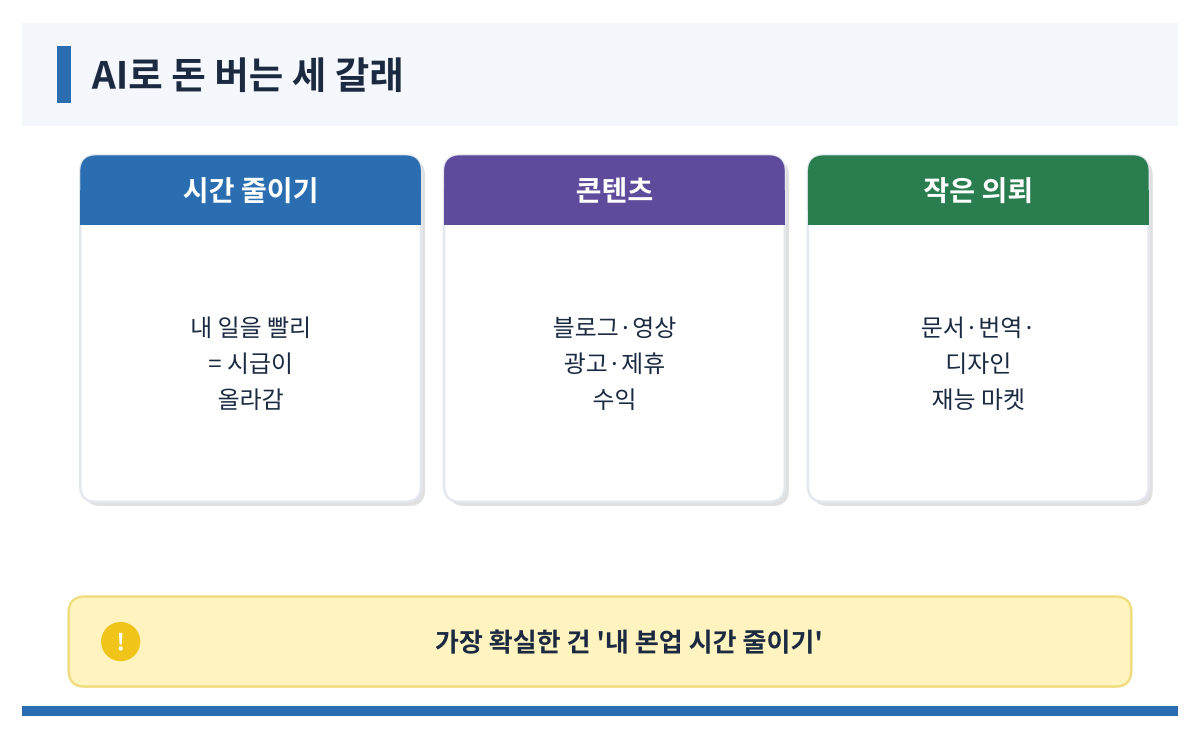 AI로 돈 버는 세 갈래
시간 줄이기
내 일을 빨리
= 시급이
올라감
콘텐츠
블로그·영상
광고·제휴
수익
작은 의뢰
문서·번역·
디자인
재능 마켓
!
가장 확실한 건 '내 본업 시간 줄이기'